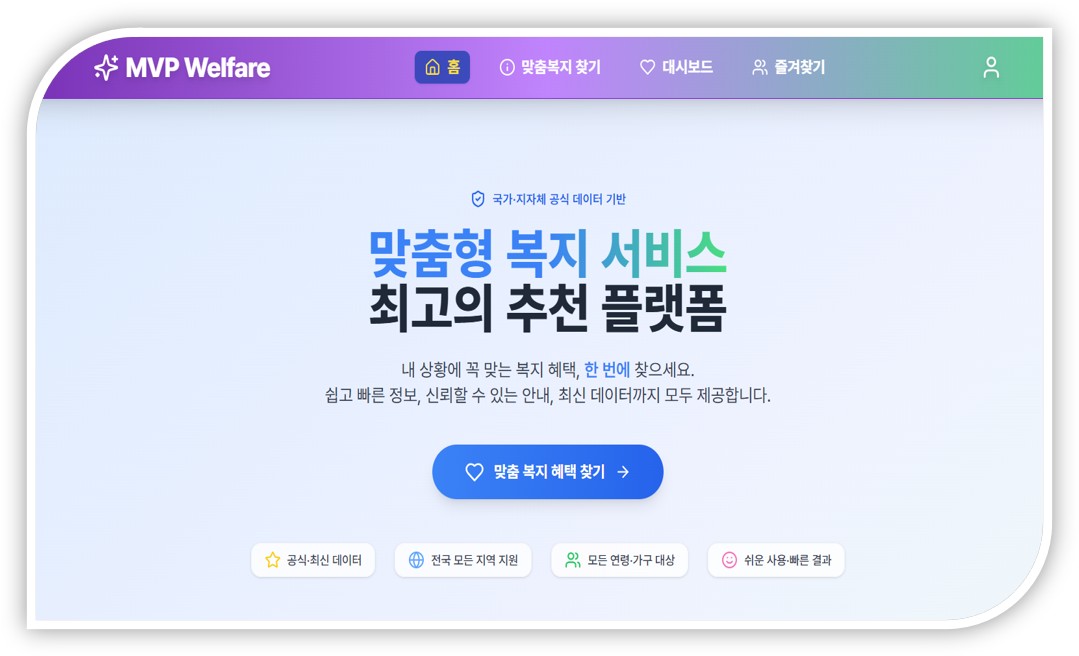 MVP Welfare
홈
맞춤복지 찾기
대시보드
즐겨찾기
국가·지자체 공식 데이터 기반
맞춤형 복지 서비스
최고의 추천 플랫폼
내 상황에 꼭 맞는 복지 혜택, 한 번에 찾으세요.
쉽고 빠른 정보, 신뢰할 수 있는 안내, 최신 데이터까지 모두 제공합니다.
맞춤 복지 혜택 찾기
공식·최신 데이터
전국 모든 지역 지원
모든 연령·가구 대상
쉬운 사용·빠른 결과